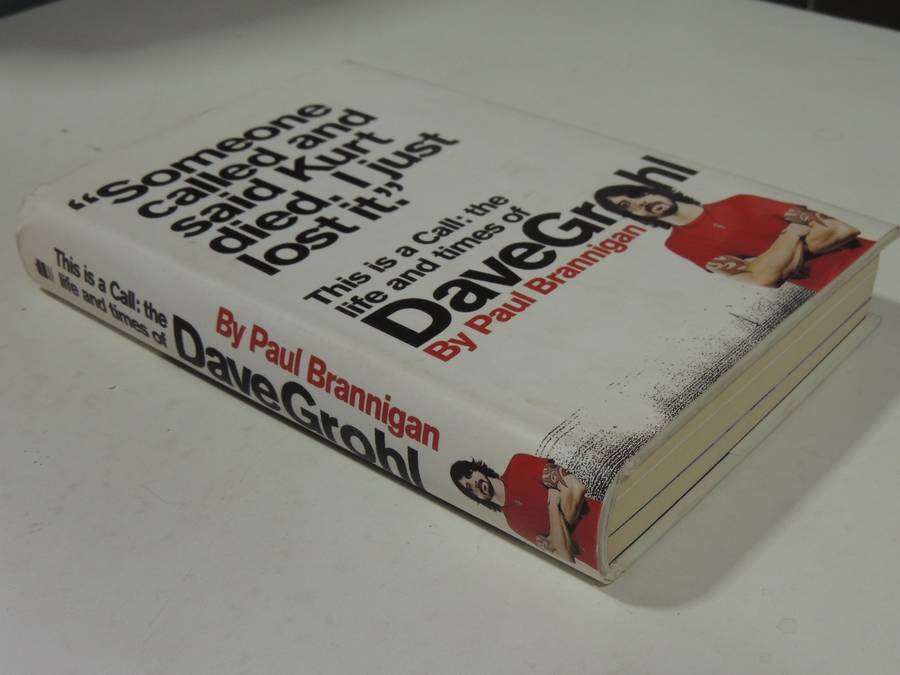 “Someone
called and
said Kurt
died. I just
lost it.”
This is a Call: the
life and times of
DaveGrohl
By Paul Brannigan
This is a Call: the
life and times of
DaveGrohl
By Paul Brannigan